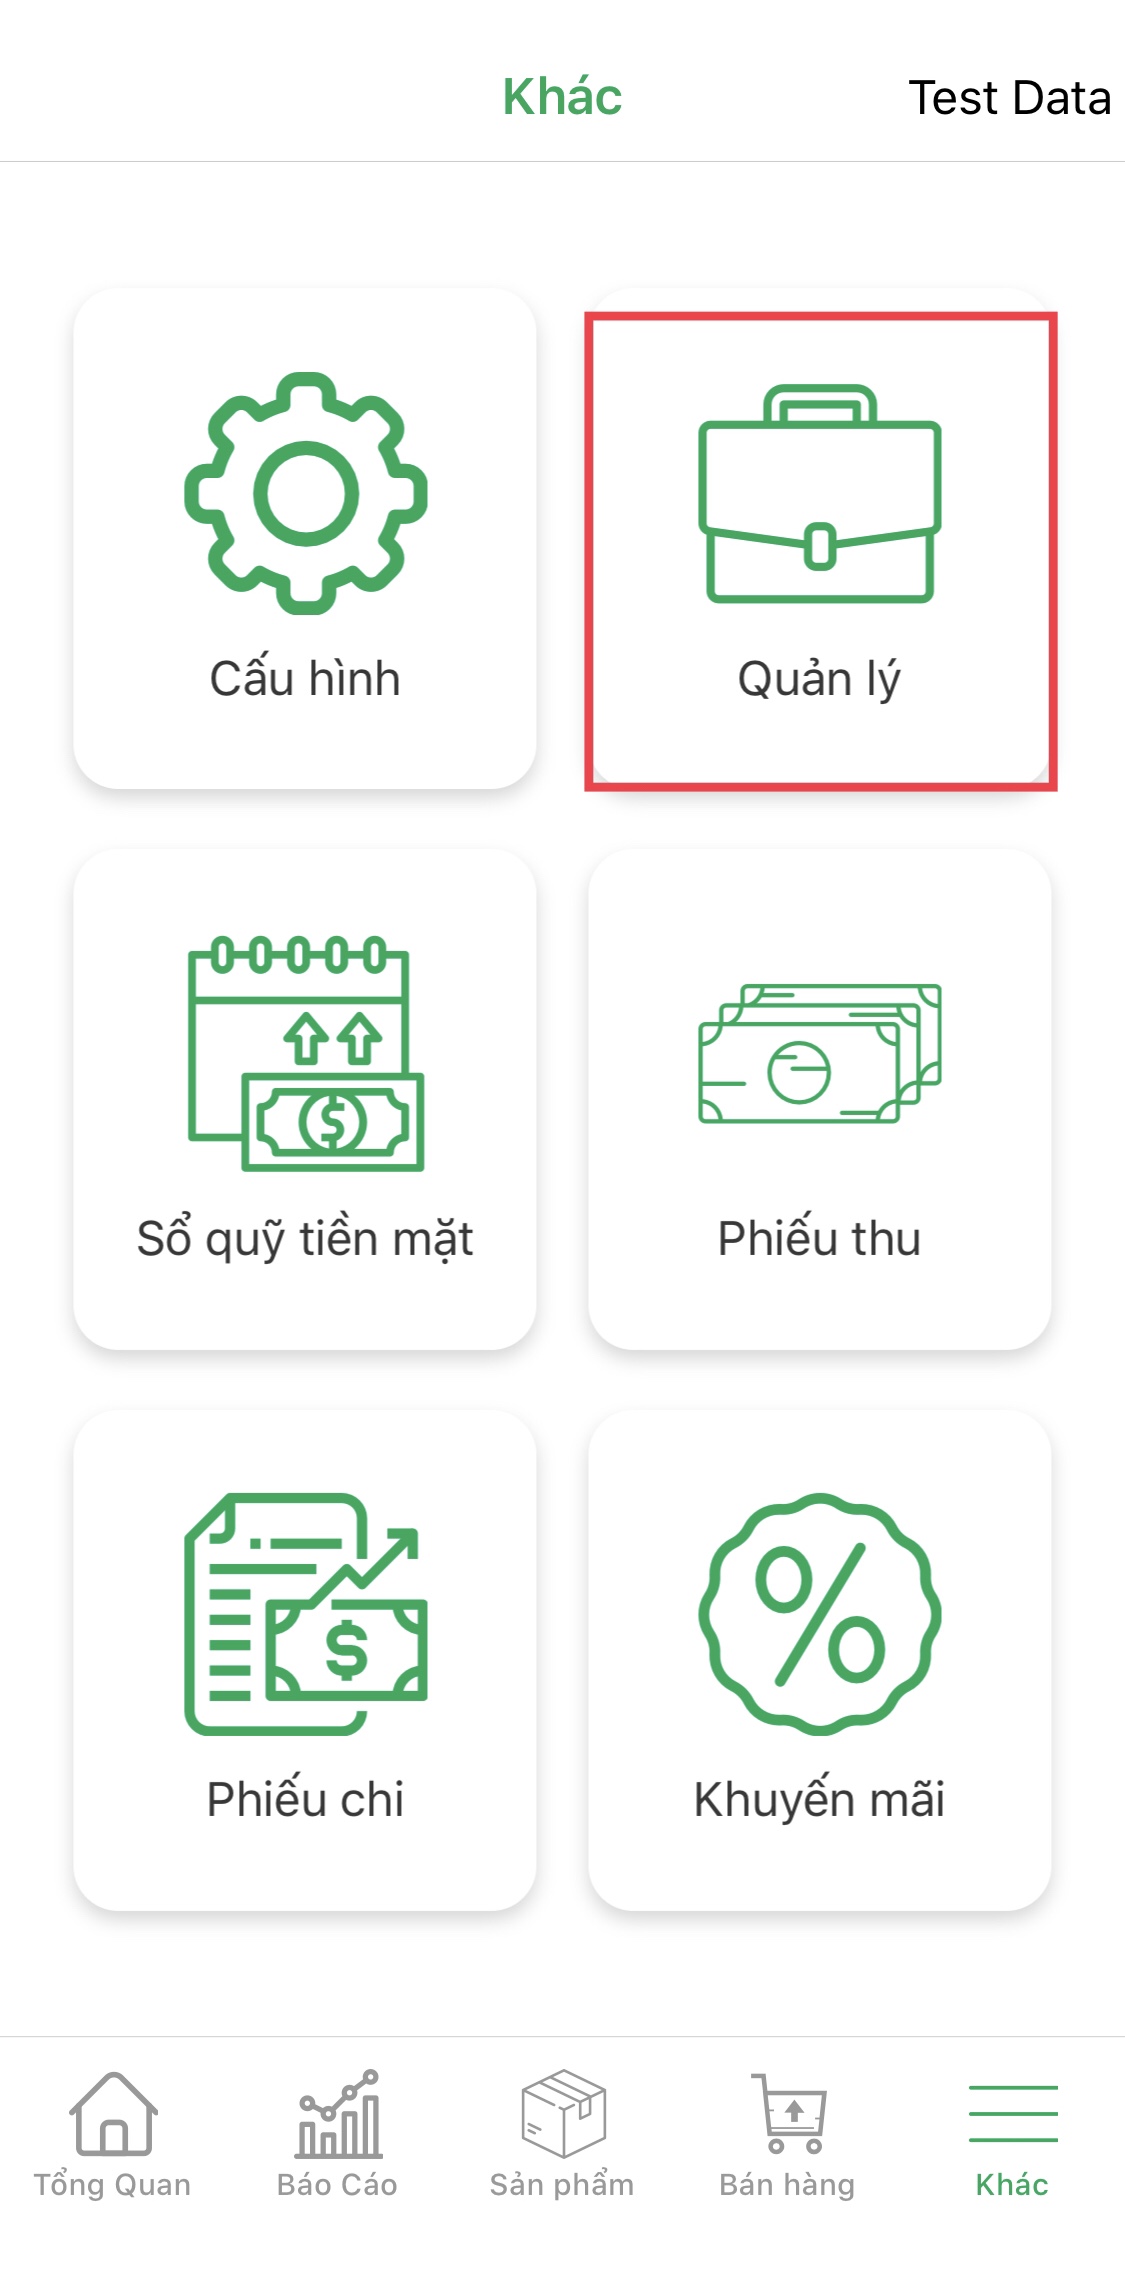 Khác
Test Data
Cấu hình
Quản lý
Sổ quỹ tiền mặt
Phiếu thu
Phiếu chi
Khuyến mãi
Tổng Quan
Báo Cáo
Sản phẩm
Bán hàng
Khác